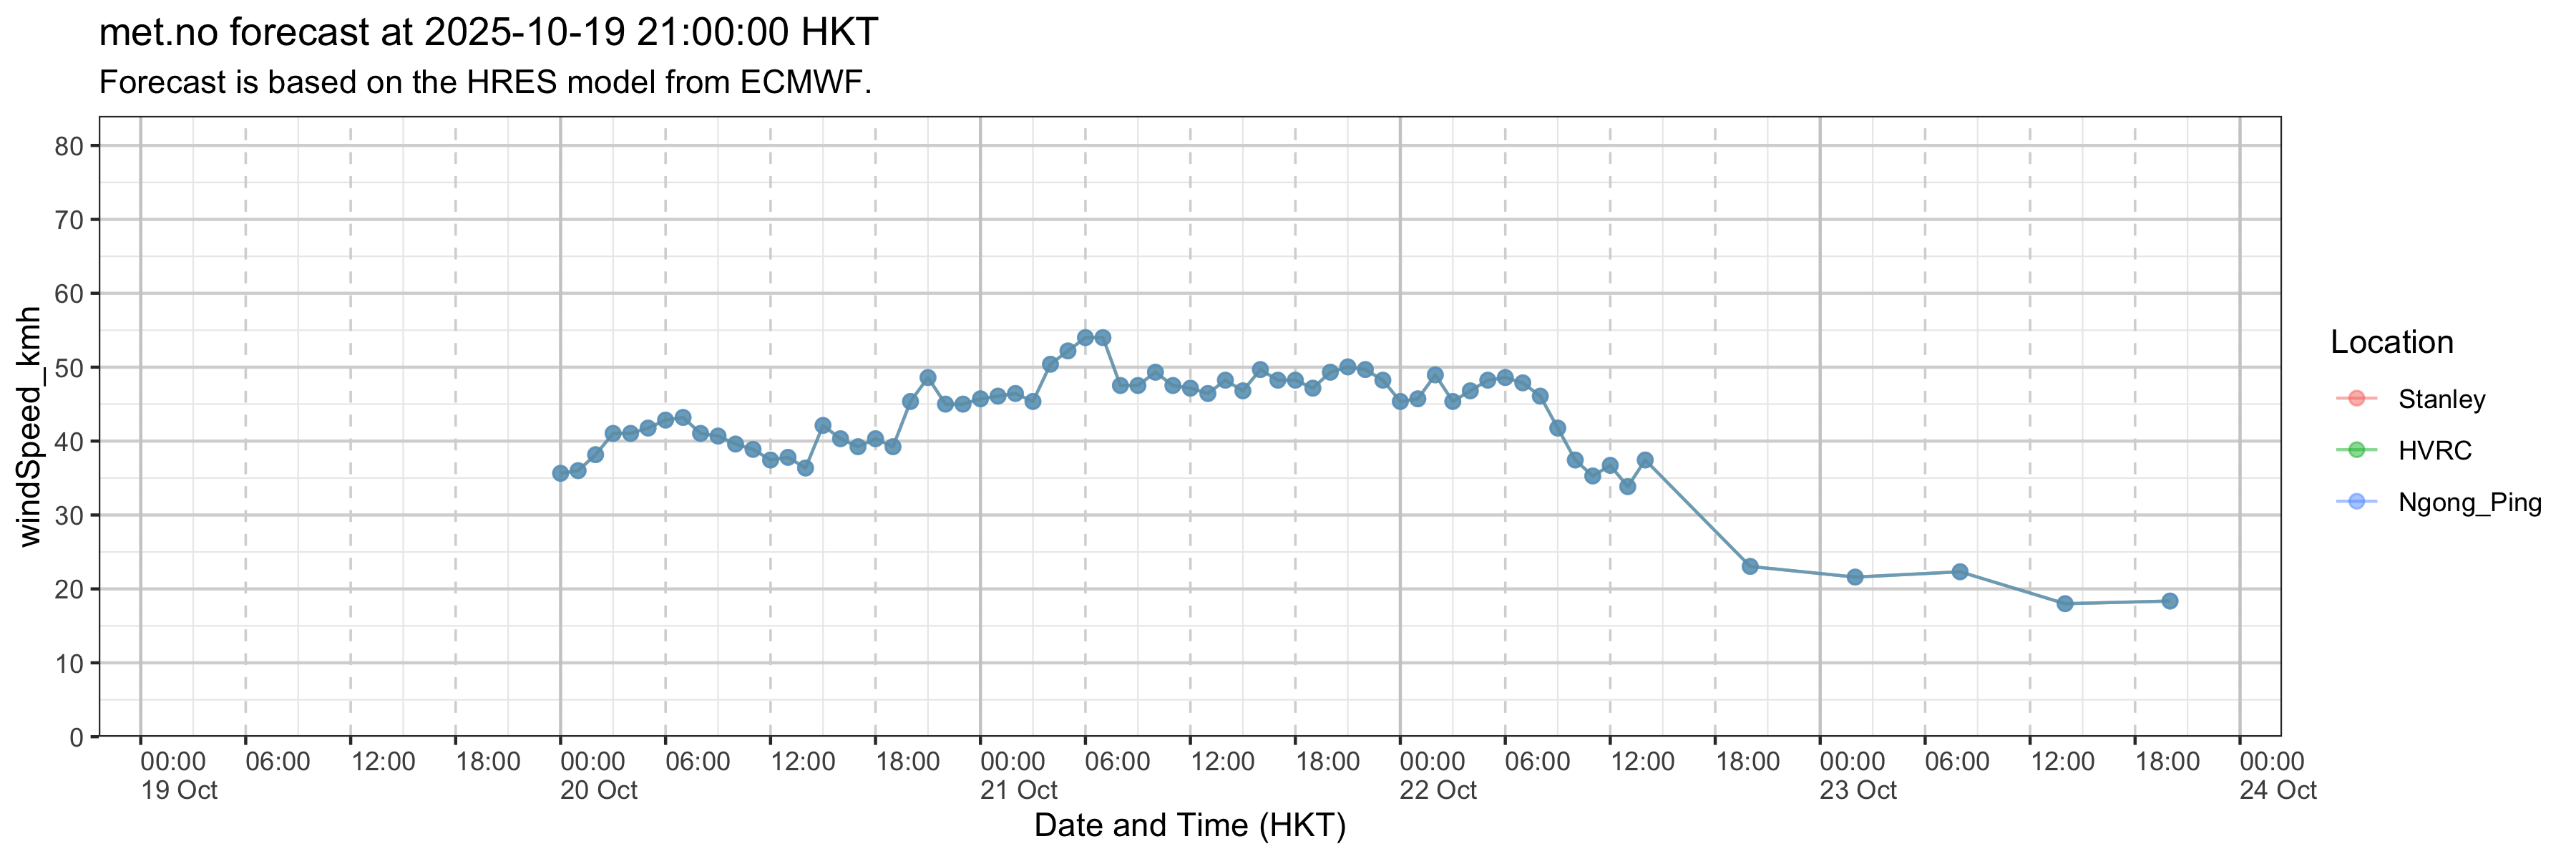 met.no forecast at 2025-10-19 21:00:00 HKT
Forecast is based on the HRES model from ECMWF.
windSpeed_kmh
80
70
60
50
40
30
20
10
0
00:00 06:00 12:00 18:00 00:00 06:00 12:00 18:00 00:00 06:00 12:00 18:00 00:00 06:00 12:00 18:00 00:00 06:00 12:00 18:00 00:00
19 Oct 20 Oct 21 Oct 22 Oct 23 Oct 24 Oct
Date and Time (HKT)
Location
Stanley
HVRC
Ngong_Ping